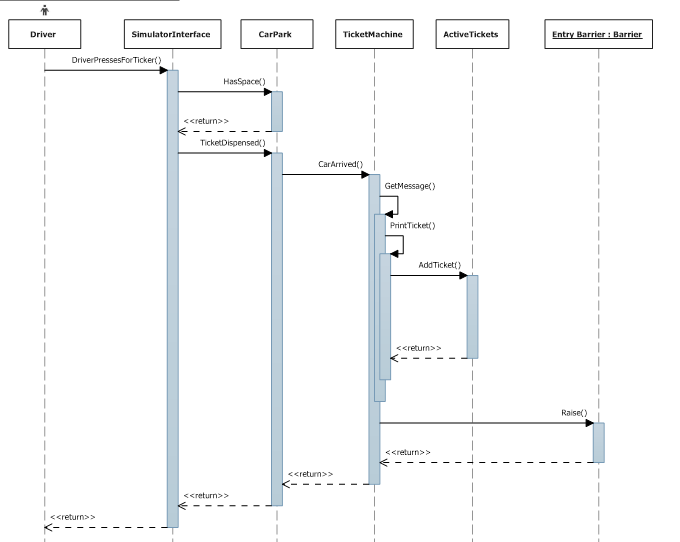 Driver
SimulatorInterface
CarPark
TicketMachine
ActiveTickets
Entry Barrier : Barrier
DriverPressesForTicker()
HasSpace()
<<return>>
TicketDispensed()
CarArrived()
GetMessage()
PrintTicket()
AddTicket()
<<return>>
Raise()
<<return>>
<<return>>
<<return>>
<<return>>